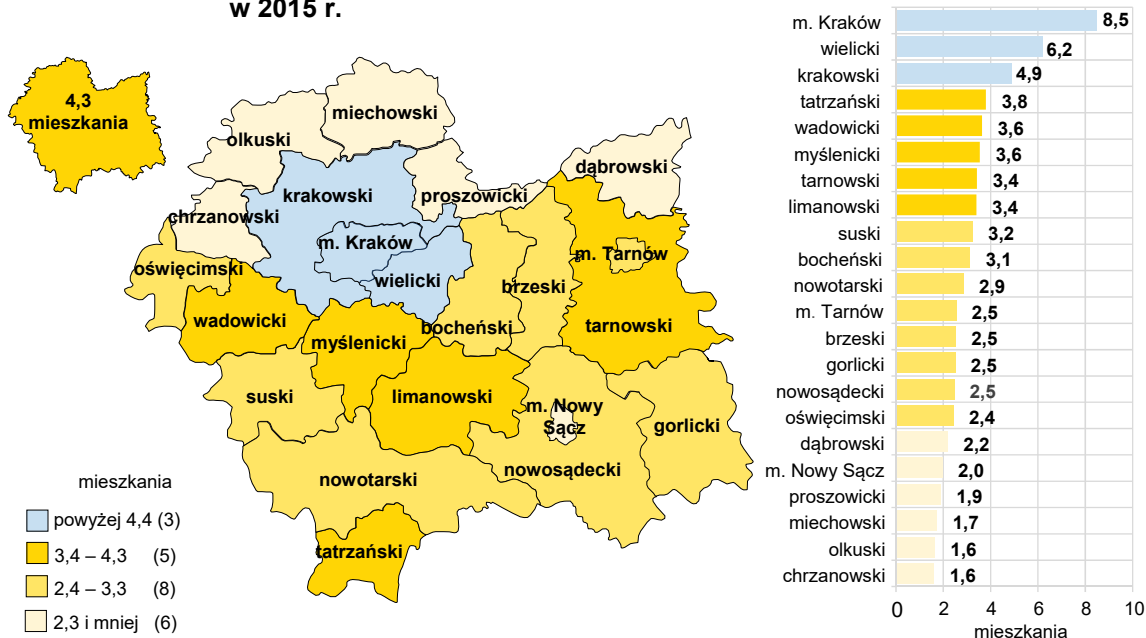 w 2015 r.
4,3
mieszkania
miechowski
olkuski
dąbrowski
krakowski
proszowicki
chrzanowski
m. Kraków
m. Tarnów
oświęcimski
wielicki
brzeski
wadowicki
bocheński
tarnowski
myślenicki
suski
limanowski
m. Nowy
Sącz
gorlicki
nowosądecki
nowotarski
tatrzański
mieszkania
powyżej 4,4 (3)
3,4 – 4,3 (5)
2,4 – 3,3 (8)
2,3 i mniej (6)
m. Kraków 8,5
wielicki 6,2
krakowski 4,9
tatrzański 3,8
wadowicki 3,6
myślenicki 3,6
tarnowski 3,4
limanowski 3,4
suski 3,2
bocheński 3,1
nowotarski 2,9
m. Tarnów 2,5
brzeski 2,5
gorlicki 2,5
nowosądecki 2,5
oświęcimski 2,4
dąbrowski 2,2
m. Nowy Sącz 2,0
proszowicki 1,9
miechowski 1,7
olkuski 1,6
chrzanowski 1,6
0 2 4 6 8 10
mieszkania